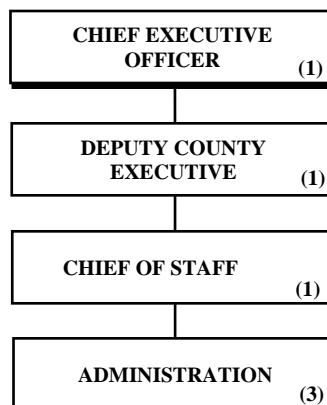 CHIEF EXECUTIVE
OFFICER
(1)
DEPUTY COUNTY
EXECUTIVE
(1)
CHIEF OF STAFF
(1)
ADMINISTRATION
(3)